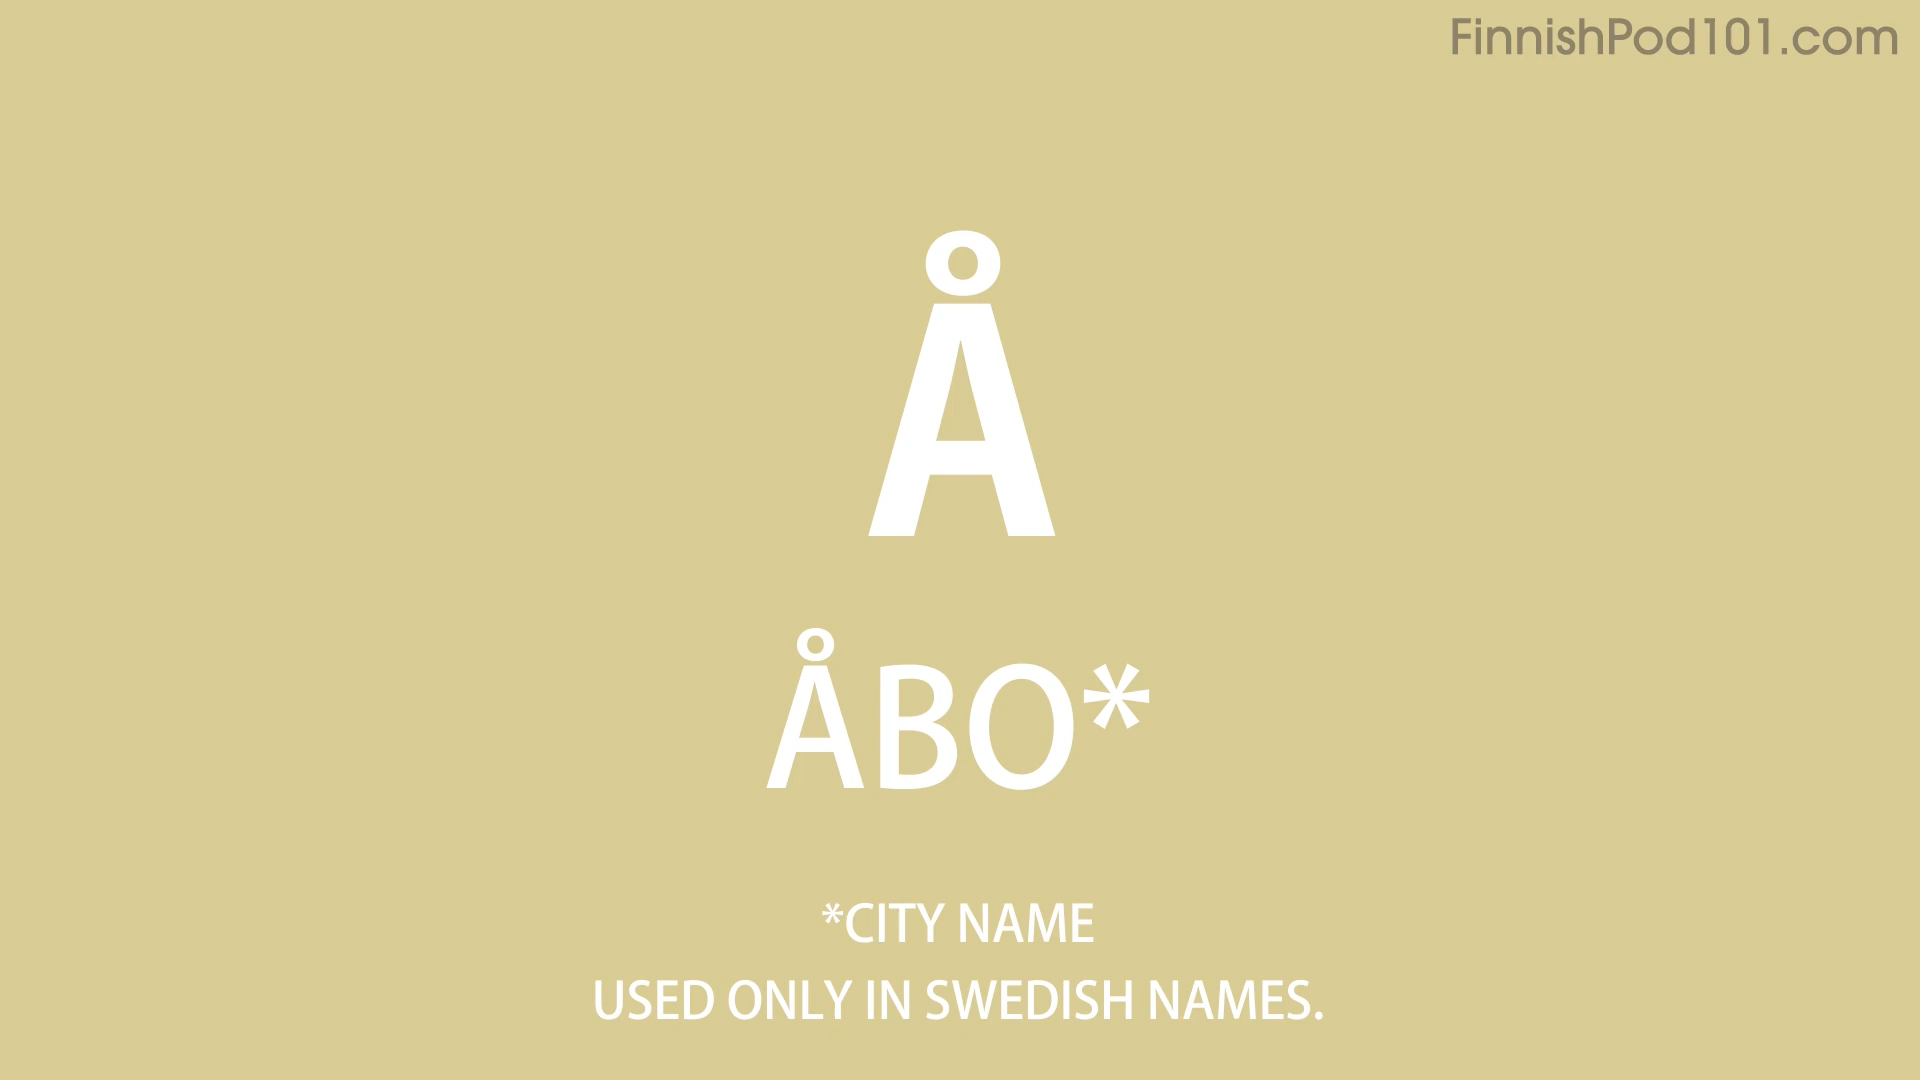 FinnishPod101.com
Å
ÅBO*
*CITY NAME
USED ONLY IN SWEDISH NAMES.